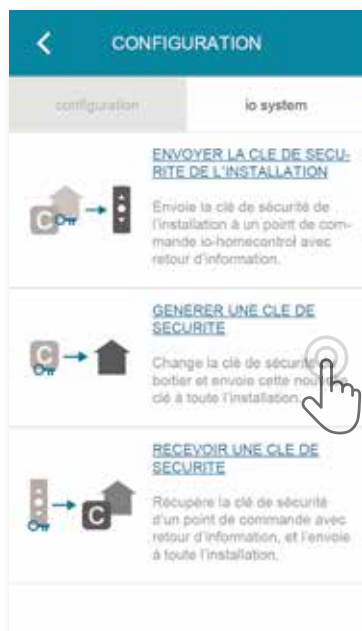 CONFIGURATION
configuration
io system
ENVOYER LA CLE DE SECU-
RITE DE L'INSTALLATION
Envoie la clé de sécurité de
l'installation à un point de com-
mande io-homecontrol avec
retour d'information.
GENERER UNE CLE DE
SECURITE
Change la clé de sécurité
boitier et envoie cette
clé à toute l'installation.
RECEVOIR UNE CLE DE
SECURITE
Récupère la clé de sécurité
d'un point de commande avec
retour d'information, et l'envoie
à toute l'installation.
C
C
C